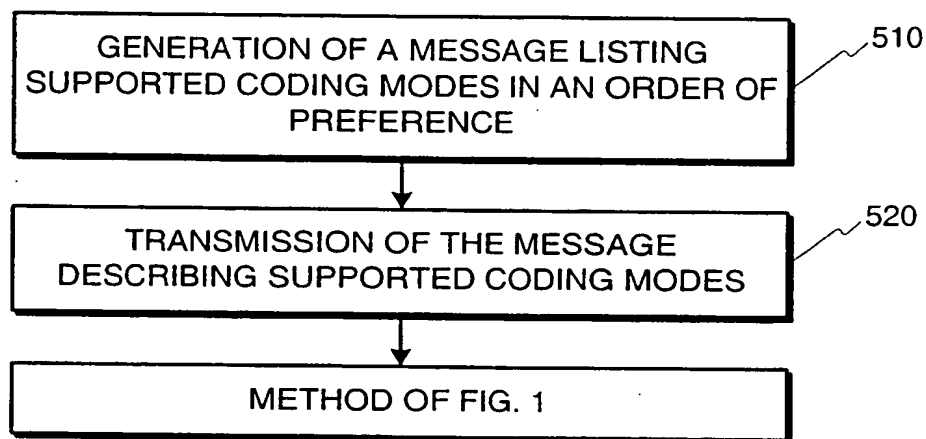 GENERATION OF A MESSAGE LISTING
SUPPORTED CODING MODES IN AN ORDER OF
PREFERENCE
510
TRANSMISSION OF THE MESSAGE
DESCRIBING SUPPORTED CODING MODES
520
METHOD OF FIG. 1